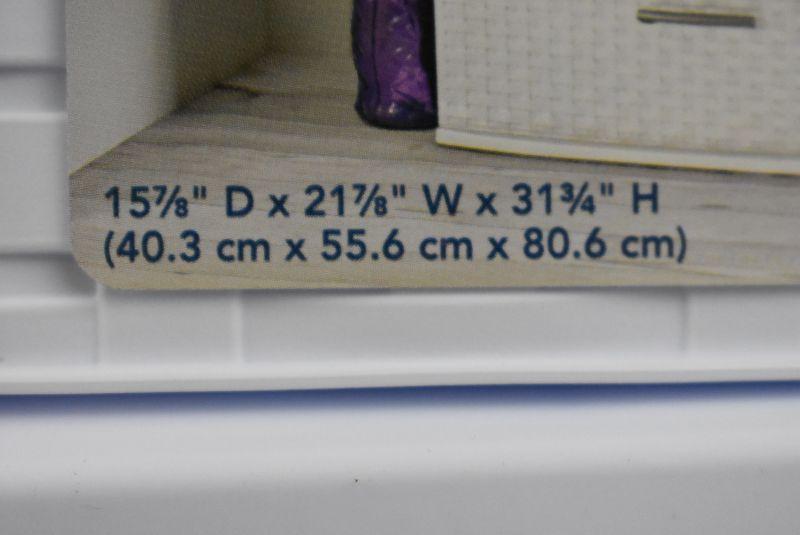 15⅞" D x 21⅞" W x 31¾" H
(40.3 cm x 55.6 cm x 80.6 cm)